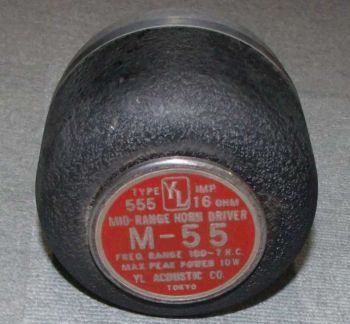 TYPE YL IMP.
555 16 OHM
MID-RANGE HORN DRIVER
M-55
FREQ. RANGE 100-7 K.C.
MAX PEAK POWER 10W
YL ACOUSTIC CO.
TOKYO